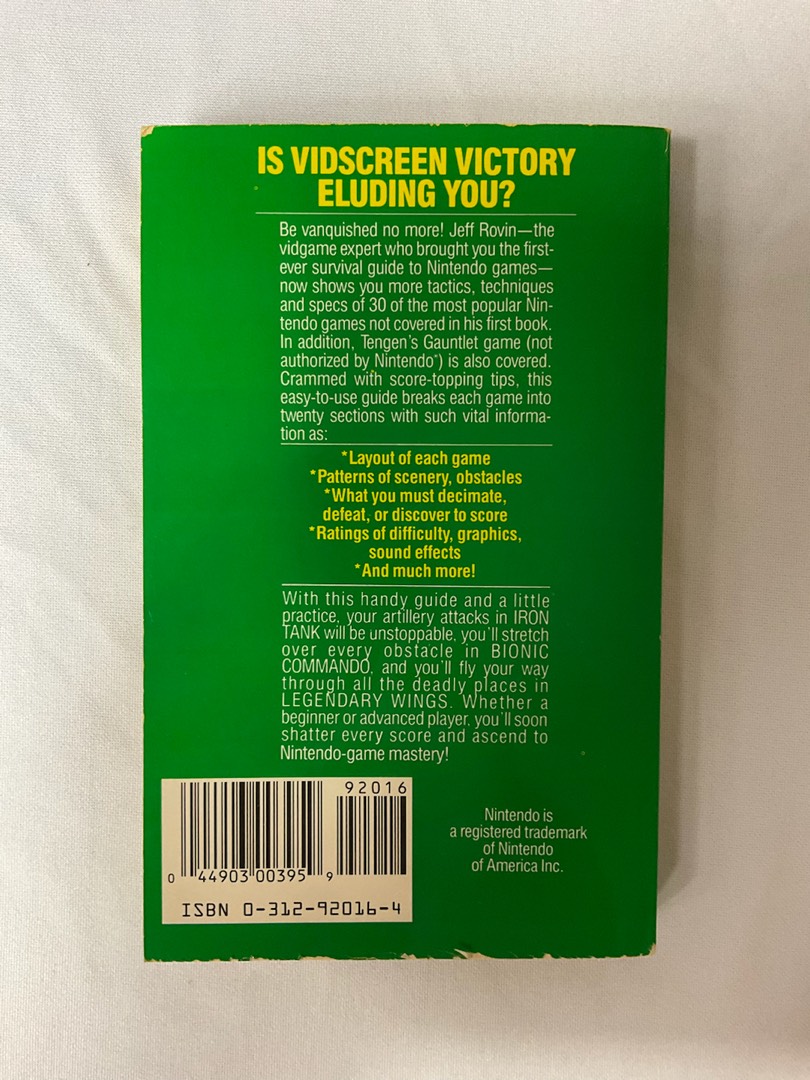 IS VIDSCREEN VICTORY
ELUDING YOU?
Be vanquished no more! Jeff Rovin—the
vidgame expert who brought you the first-
ever survival guide to Nintendo games—
now shows you more tactics, techniques
and specs of 30 of the most popular Nin-
tendo games not covered in his first book.
In addition, Tengen's Gauntlet game (not
authorized by Nintendo*) is also covered.
Crammed with score-topping tips, this
easy-to-use guide breaks each game into
twenty sections with such vital informa-
tion as:
*Layout of each game
*Patterns of scenery, obstacles
*What you must decimate,
defeat, or discover to score
*Ratings of difficulty, graphics,
sound effects
*And much more!
With this handy guide and a little
practice, your artillery attacks in IRON
TANK will be unstoppable, you'll stretch
over every obstacle in BIONIC
COMMANDO, and you'll fly your way
through all the deadly places in
LEGENDARY WINGS. Whether a
beginner or advanced player, you'll soon
shatter every score and ascend to
Nintendo-game mastery!
92016
0 44903 00395 9
ISBN 0-312-92016-4
Nintendo is
a registered trademark
of Nintendo
of America Inc.